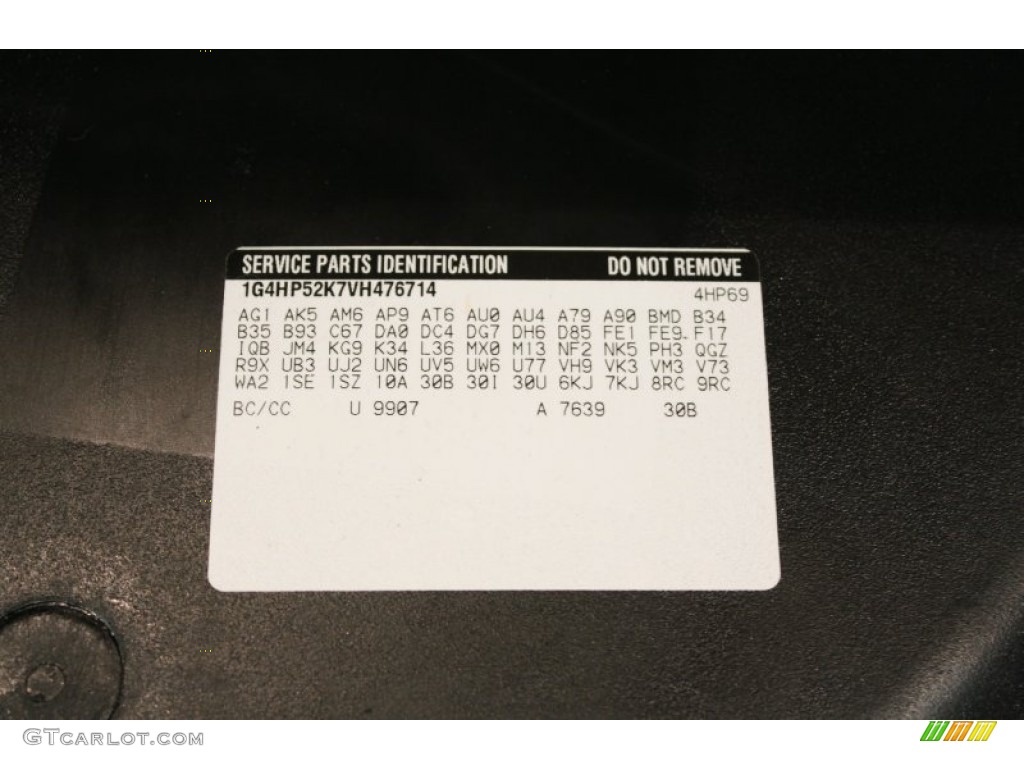 SERVICE PARTS IDENTIFICATION DO NOT REMOVE
1G4HP52K7VH476714 4HP69
AG1 AK5 AM6 AP9 AT6 AU0 AU4 A79 A90 BMD B34
B35 B93 C67 DA0 DC4 DG7 DH6 D85 FE1 FE9 F17
IQB JM4 KG9 K34 L36 MX0 M13 NF2 NK5 PH3 QGZ
R9X UB3 UJ2 UN6 UV5 UW6 U77 VH9 VK3 VM3 V73
WA2 1SE 1SZ 10A 30B 30I 30U 6KJ 7KJ 8RC 9RC
BC/CC U 9907 A 7639 30B
GTCARLOT.COM